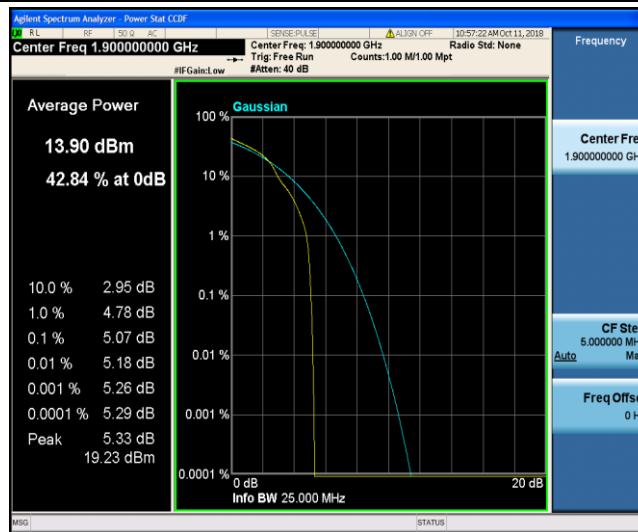 Agilent Spectrum Analyzer - Power Stat CCDF
RL RF 50 Ω AC SENSE:PULSE ALIGN OFF 10:57:22 AM Oct 11, 2018
Center Freq 1.900000000 GHz
Center Freq: 1.900000000 GHz Radio Std: None
Trig: Free Run Counts:1.00 M/1.00 Mpt
#IFGain:Low #Atten: 40 dB
Frequency
Average Power
13.90 dBm
42.84 % at 0dB
10.0 % 2.95 dB
1.0 % 4.78 dB
0.1 % 5.07 dB
0.01 % 5.18 dB
0.001 % 5.26 dB
0.0001 % 5.29 dB
Peak 5.33 dB
19.23 dBm
Gaussian
100 %
10 %
1 %
0.1 %
0.01 %
0.001 %
0.0001 %
0 dB 20 dB
Info BW 25.000 MHz
Center Fre
1.900000000 GH
CF Ste
5.000000 MH
Auto Ma
Freq Offse
0 H
MSG STATUS